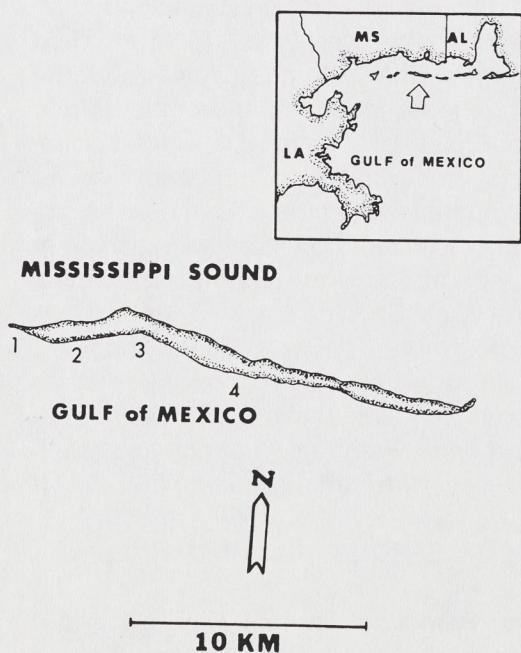 MS AL
LA
GULF of MEXICO
MISSISSIPPI SOUND
1
2
3
4
GULF of MEXICO
N
10 KM